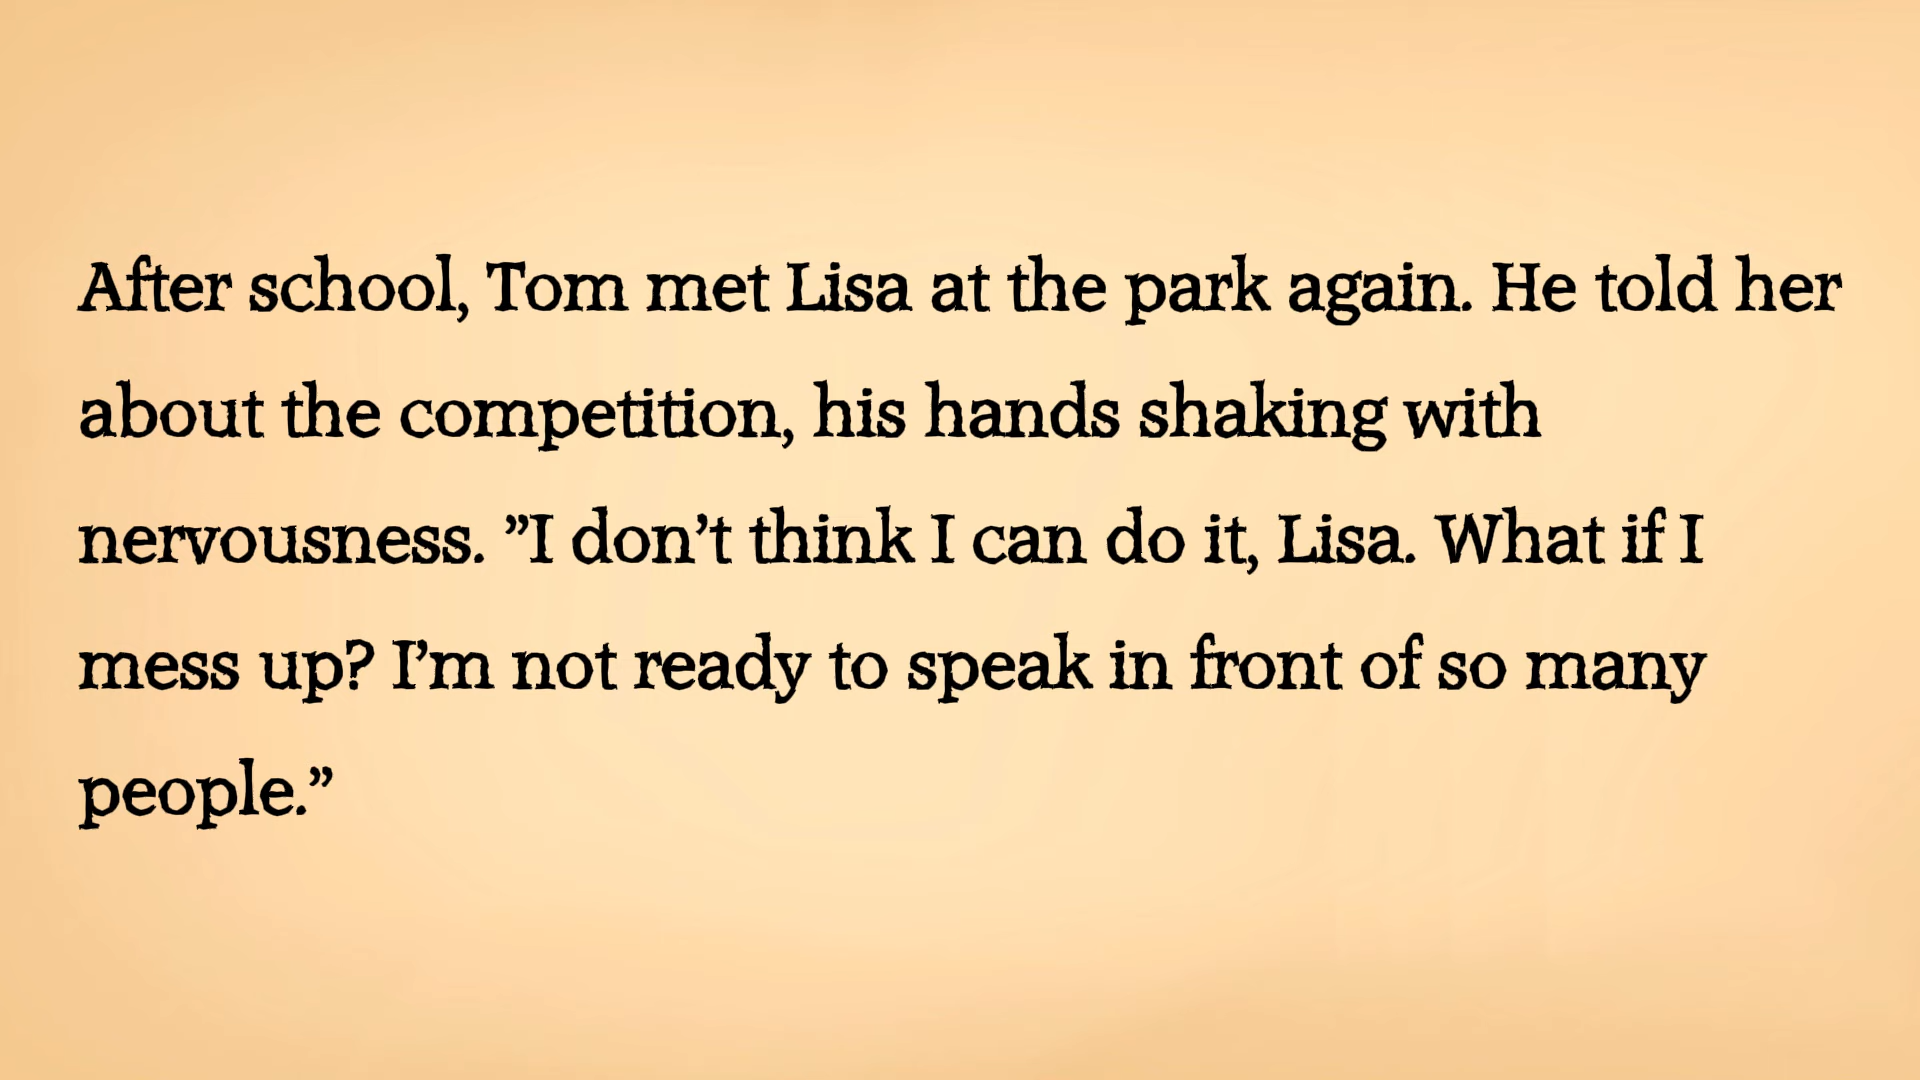 After school, Tom met Lisa at the park again. He told her
about the competition, his hands shaking with
nervousness. ”I don’t think I can do it, Lisa. What if I
mess up? I’m not ready to speak in front of so many
people.”